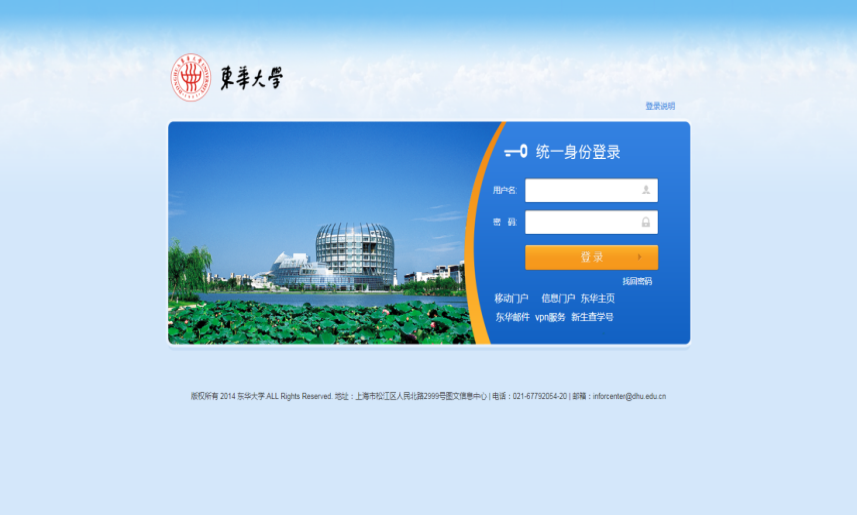 東華大學
登录说明
统一身份登录
用户名:
密 码:
登 录
找回密码
移动门户 信息门户 东华主页
东华邮件 vpn服务 新生查学号
版权所有 2014 东华大学 ALL Rights Reserved. 地址：上海市松江区人民北路2999号图文信息中心 | 电话：021-67792054-20 | 邮箱：inforcenter@dhu.edu.cn